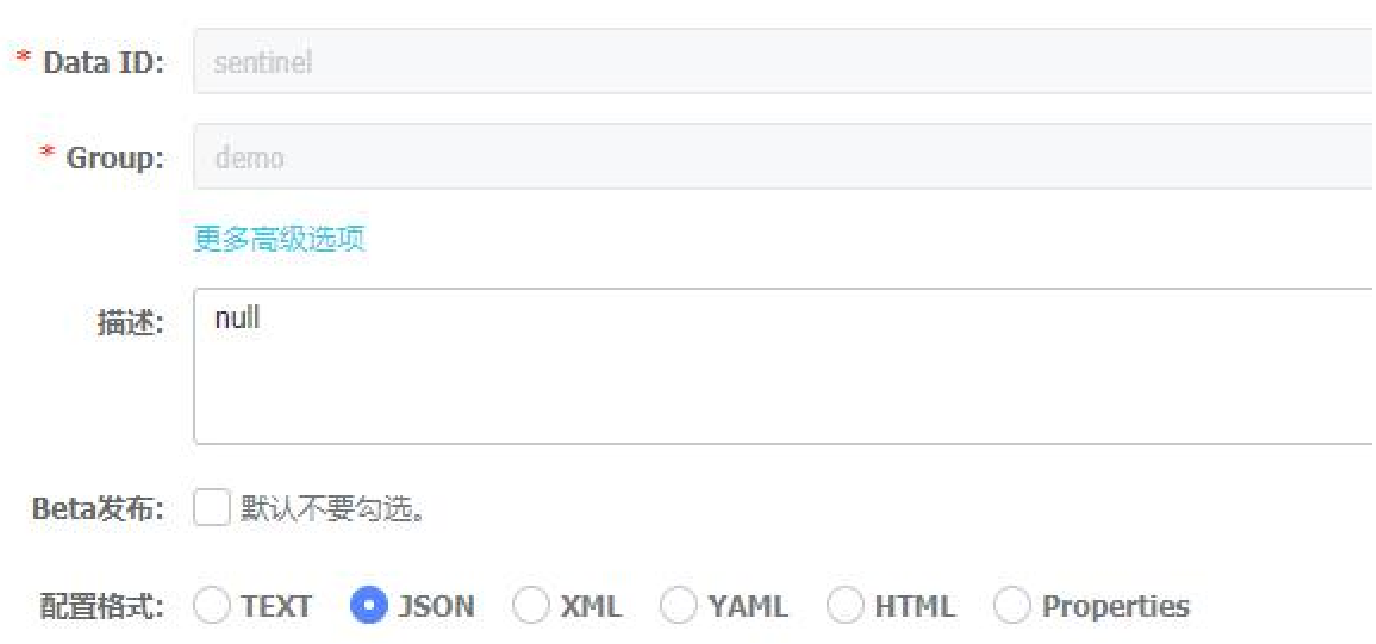 * Data ID: sentinel
* Group: demo
更多高级选项
描述: null
Beta发布: 默认不要勾选。
配置格式: TEXT JSON XML YAML HTML Properties